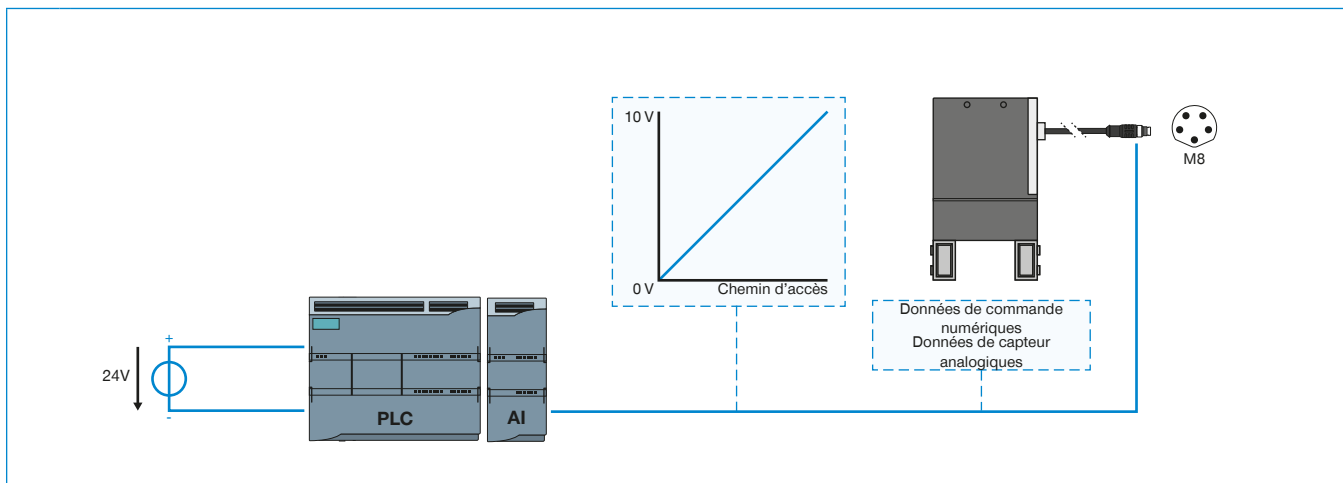 10 V
0 V
Chemin d'accès
M8
Données de commande
numériques
Données de capteur
analogiques
24V
+
-
PLC
AI